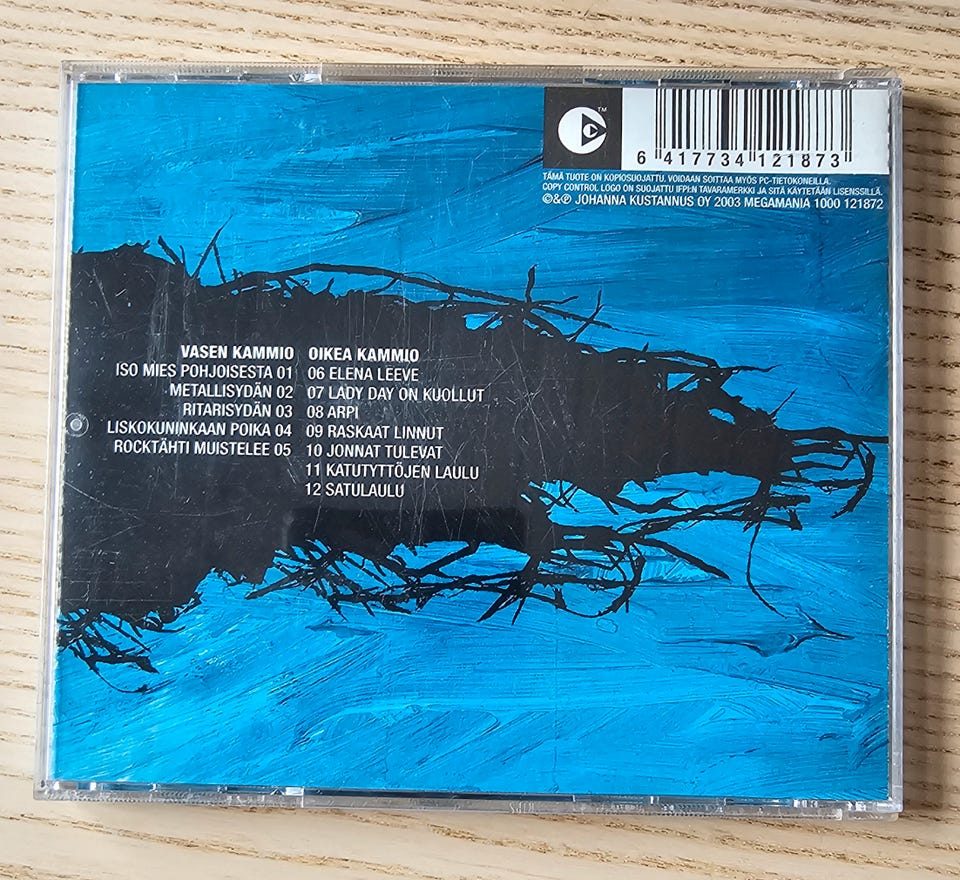 ™
6 417734 121873
TÄMÄ TUOTE ON KOPIOSUOJATTU. VOIDAAN SOITTAA MYÖS PC-TIETOKONEILLA.
COPY CONTROL LOGO ON SUOJATTU IFPI:N TAVARAMERKKI JA SITÄ KÄYTETÄÄN LISENSSILLÄ.
©&℗ JOHANNA KUSTANNUS OY 2003 MEGAMANIA 1000 121872
VASEN KAMMIO
ISO MIES POHJOISESTA 01
METALLISYDÄN 02
RITARISYDÄN 03
LISKOKUNINKAAN POIKA 04
ROCKTÄHTI MUISTELEE 05
OIKEA KAMMIO
06 ELENA LEEVE
07 LADY DAY ON KUOLLUT
08 ARPI
09 RASKAAT LINNUT
10 JONNAT TULEVAT
11 KATUTYTTÖJEN LAULU
12 SATULAULU